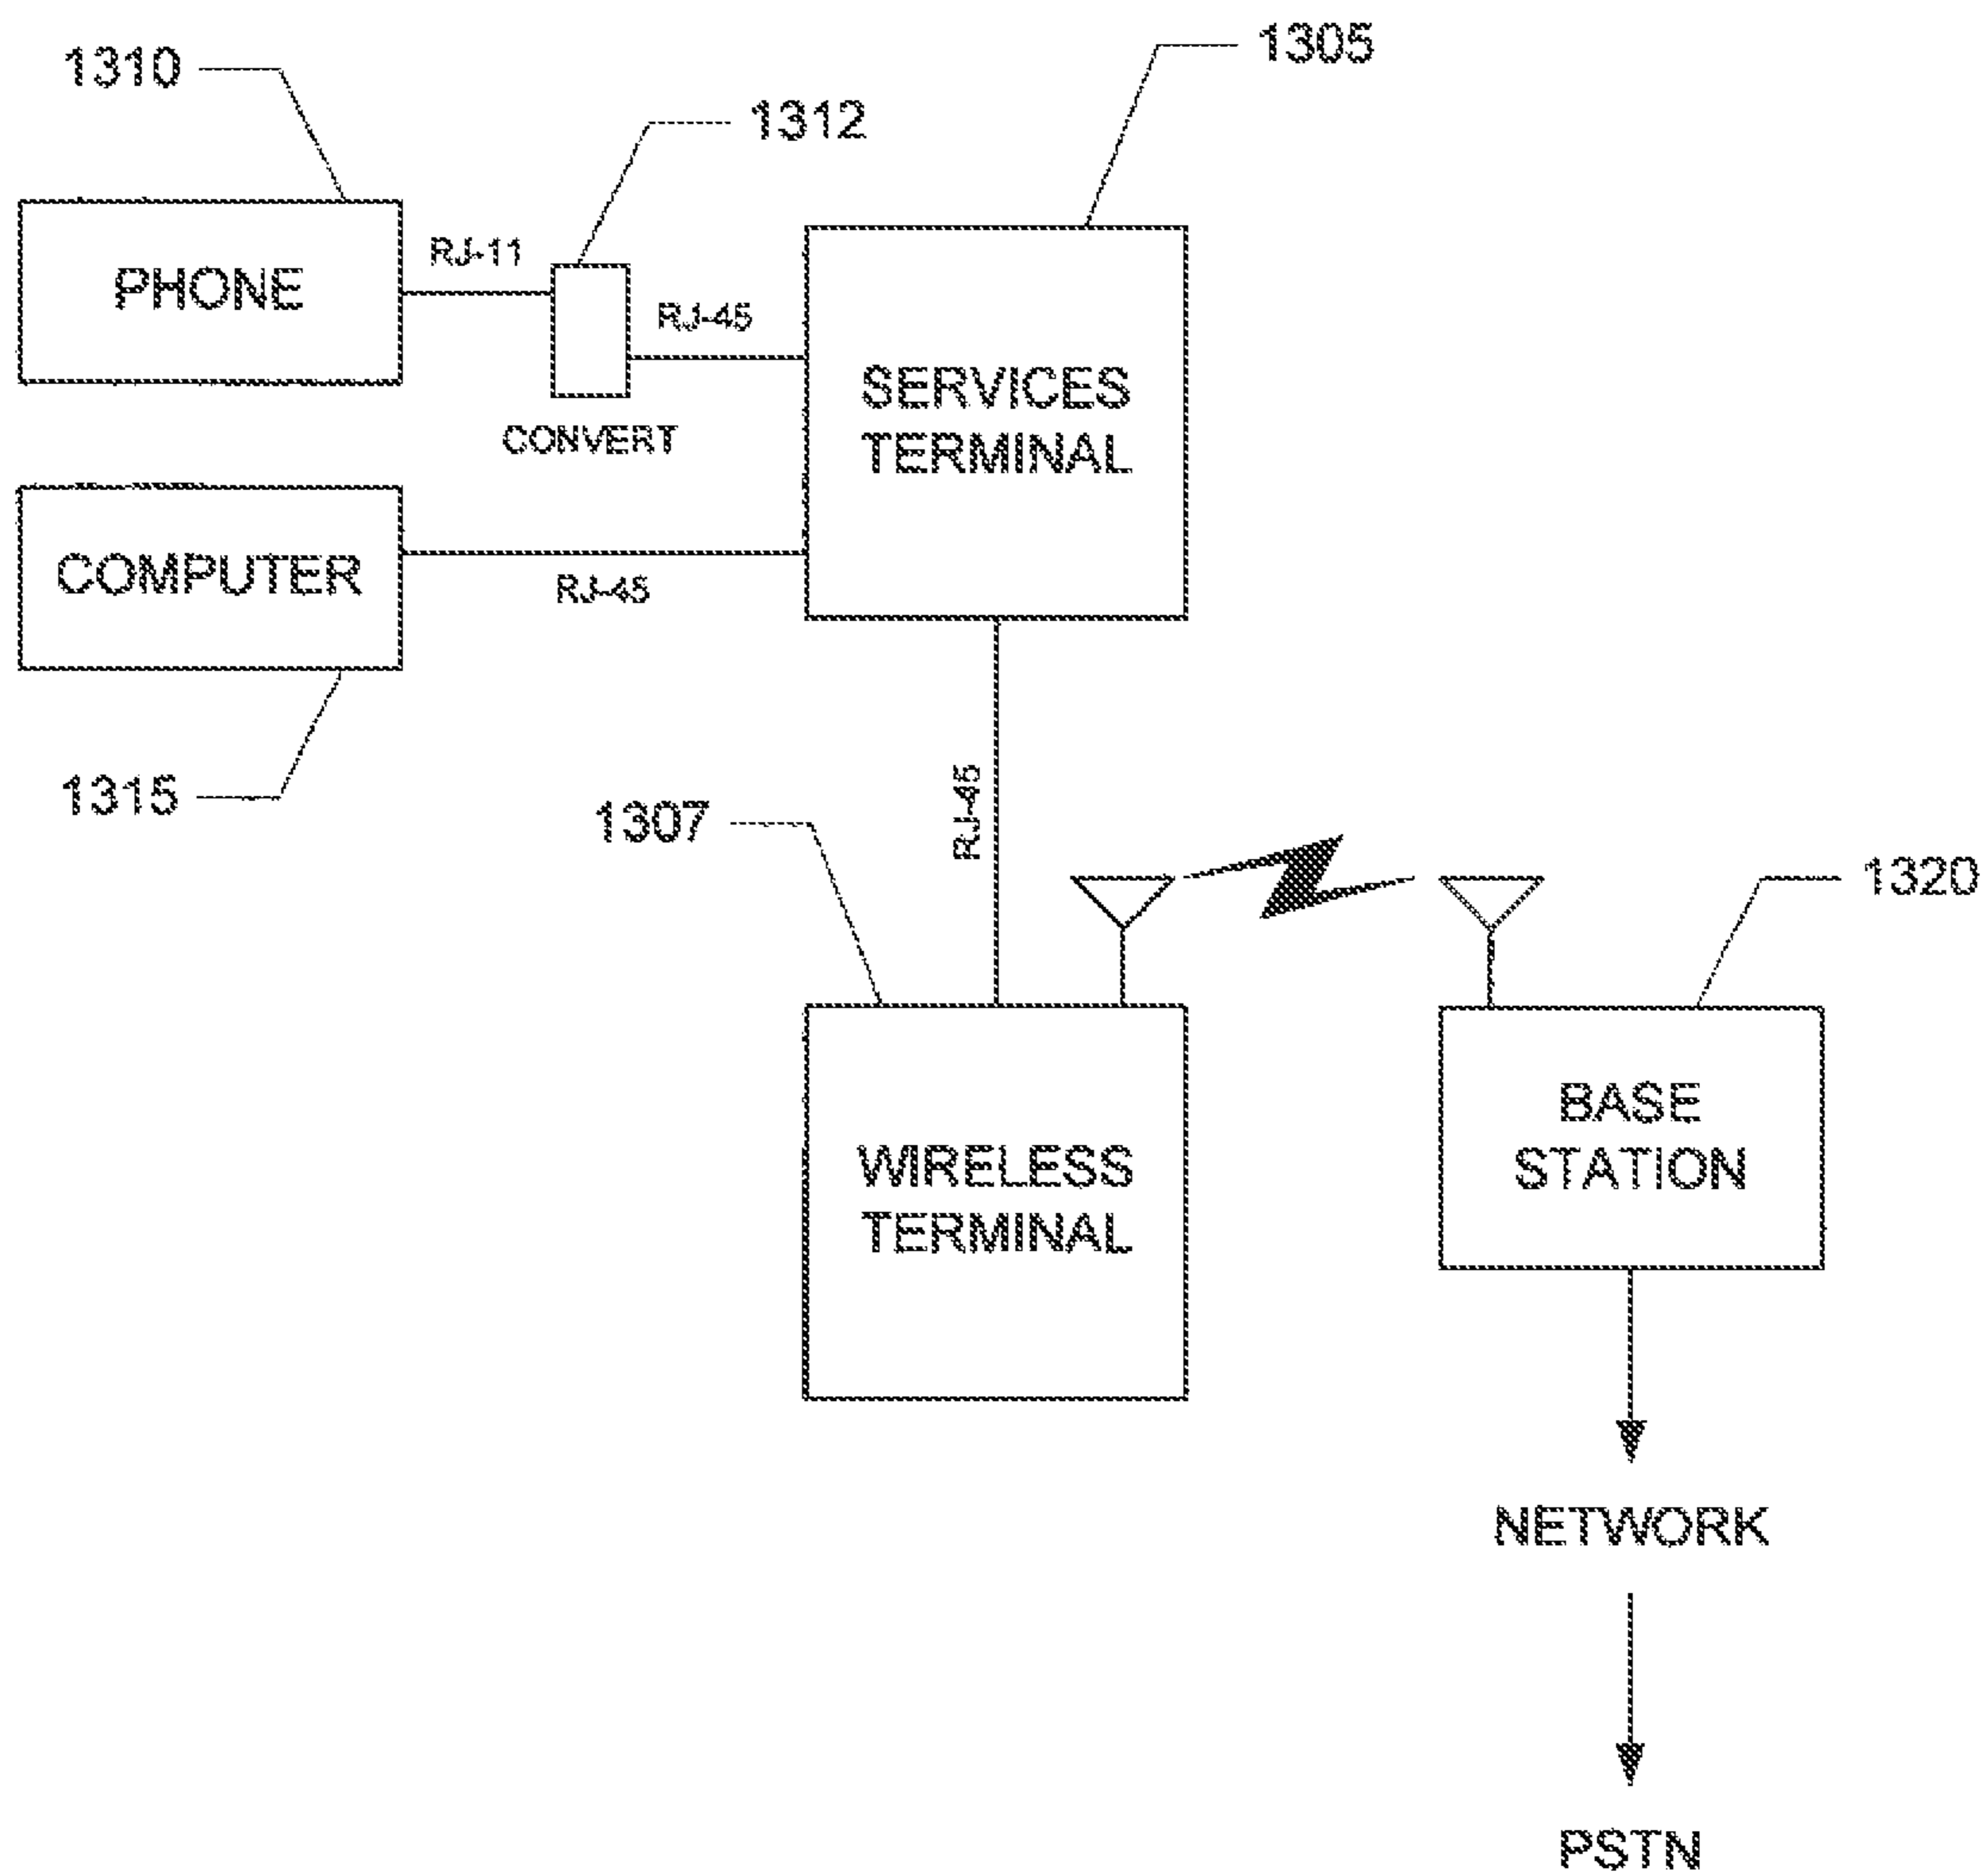 1310
1305
1312
PHONE
RJ-11
RJ-45
SERVICES
TERMINAL
CONVERT
COMPUTER
RJ-45
1315
1307
RJ-45
1320
WIRELESS
TERMINAL
BASE
STATION
NETWORK
PSTN